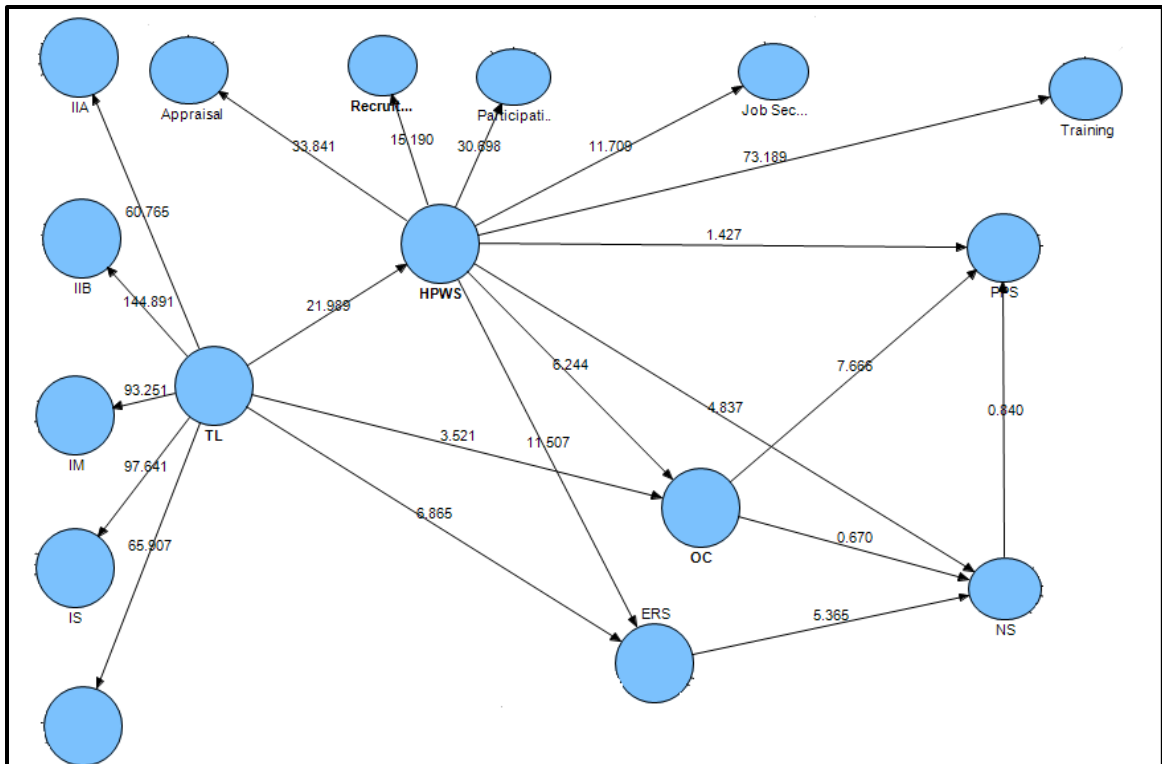 IIA
Appraisal
Recruit...
Participati..
Job Sec...
Training
33.841
15.190
30.698
11.709
73.189
60.765
IIB
144.891
21.989
HPWS
1.427
PPS
6.244
7.666
4.837
0.840
93.251
IM
TL
3.521
11.507
97.641
6.865
OC
0.670
65.907
IS
ERS
5.365
NS